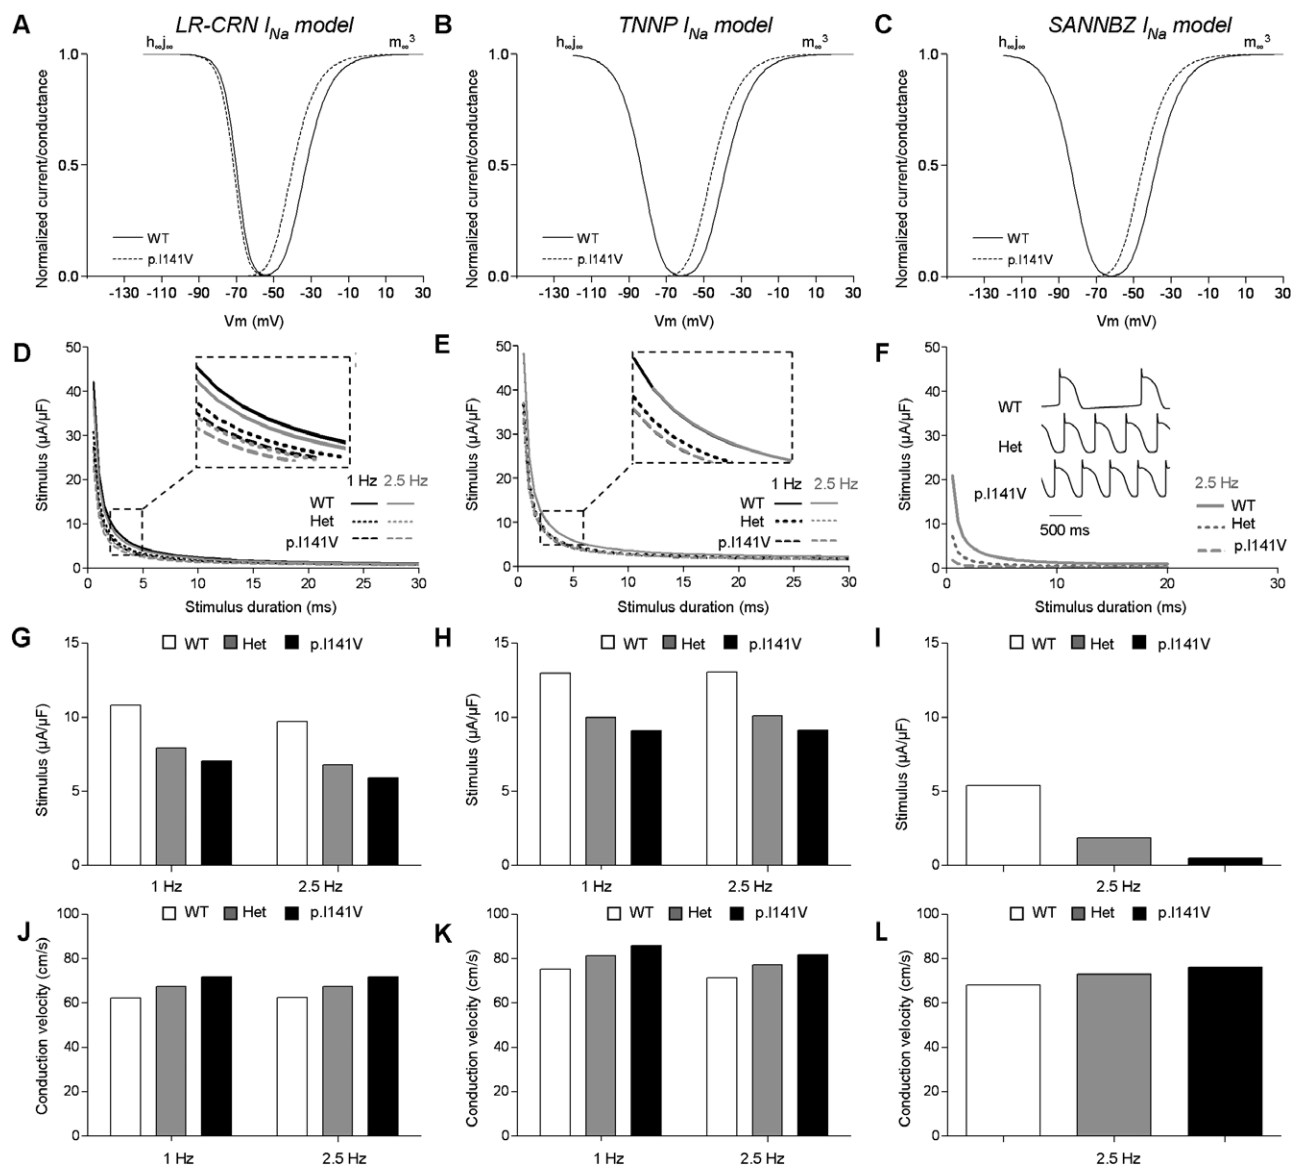 A LR-CRN I_Na model
h∞j∞ m∞³
Normalized current/conductance
1.0
0.5
0.0
WT
p.I141V
-130 -110 -90 -70 -50 -30 -10 10 30
Vm (mV)
B TNNP I_Na model
h∞j∞ m∞³
Normalized current/conductance
1.0
0.5
0.0
WT
p.I141V
-130 -110 -90 -70 -50 -30 -10 10 30
Vm (mV)
C SANNBZ I_Na model
h∞j∞ m∞³
Normalized current/conductance
1.0
0.5
0.0
WT
p.I141V
-130 -110 -90 -70 -50 -30 -10 10 30
Vm (mV)
D
Stimulus (µA/µF)
50
40
30
20
10
0
1 Hz 2.5 Hz
WT
Het
p.I141V
0 5 10 15 20 25 30
Stimulus duration (ms)
E
Stimulus (µA/µF)
50
40
30
20
10
0
1 Hz 2.5 Hz
WT
Het
p.I141V
0 5 10 15 20 25 30
Stimulus duration (ms)
F
Stimulus (µA/µF)
50
40
30
20
10
0
WT
Het
p.I141V
500 ms
2.5 Hz
WT
Het
p.I141V
0 10 20 30
Stimulus duration (ms)
G
WT Het p.I141V
Stimulus (µA/µF)
15
10
5
0
1 Hz 2.5 Hz
H
WT Het p.I141V
Stimulus (µA/µF)
15
10
5
0
1 Hz 2.5 Hz
I
WT Het p.I141V
Stimulus (µA/µF)
15
10
5
0
2.5 Hz
J
WT Het p.I141V
Conduction velocity (cm/s)
100
80
60
40
20
0
1 Hz 2.5 Hz
K
WT Het p.I141V
Conduction velocity (cm/s)
100
80
60
40
20
0
1 Hz 2.5 Hz
L
WT Het p.I141V
Conduction velocity (cm/s)
100
80
60
40
20
0
2.5 Hz